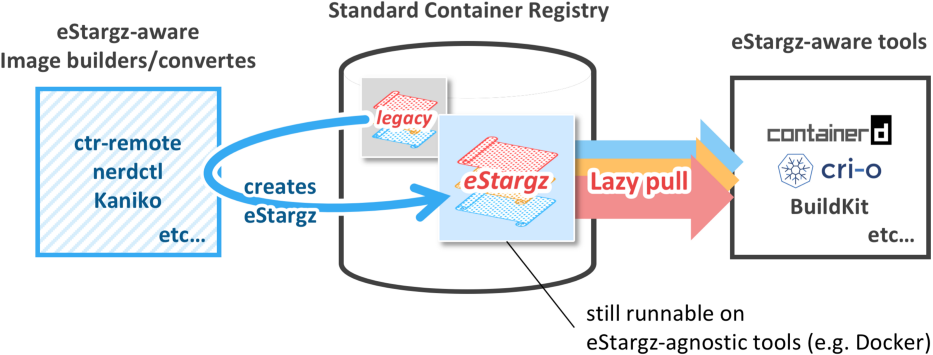 Standard Container Registry
eStargz-aware
Image builders/convertes
eStargz-aware tools
legacy
ctr-remote
nerdctl
Kaniko
etc...
creates
eStargz
eStargz
Lazy pull
containerd
cri-o
BuildKit
etc...
still runnable on
eStargz-agnostic tools (e.g. Docker)